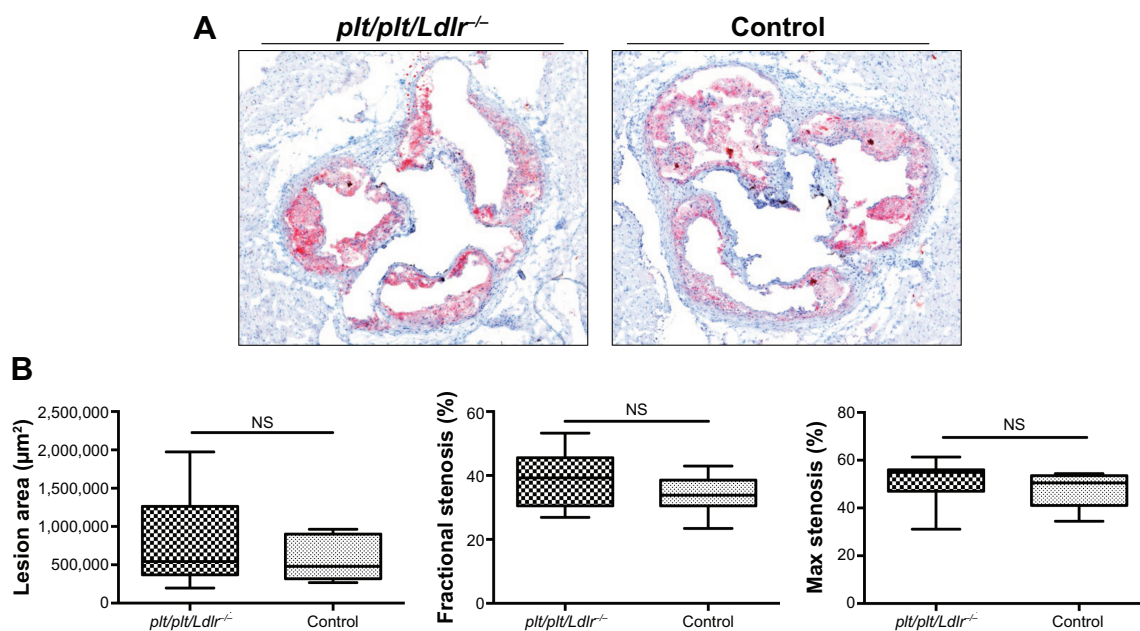 A
plt/plt/Ldlr–/–
Control
B
Lesion area (µm²)
2,500,000
2,000,000
1,500,000
1,000,000
500,000
0
NS
plt/plt/Ldlr-/-
Control
Fractional stenosis (%)
60
40
20
0
NS
plt/plt/Ldlr-/-
Control
Max stenosis (%)
80
60
40
20
0
NS
plt/plt/Ldlr-/-
Control